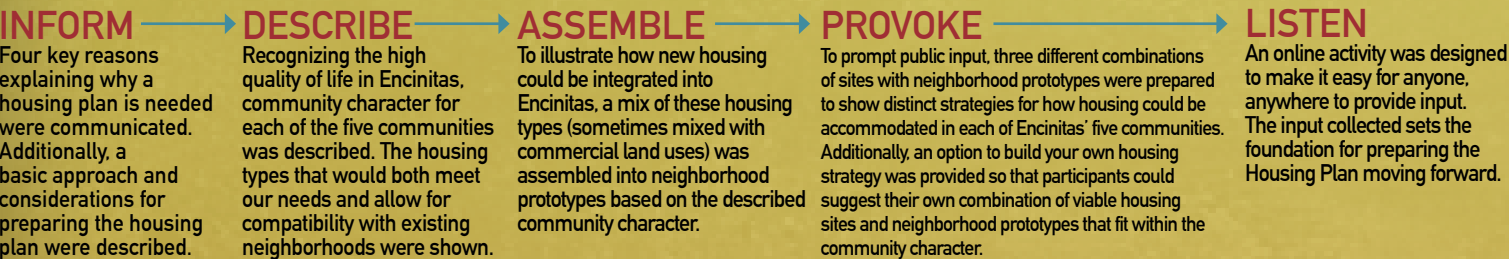 INFORM
Four key reasons
explaining why a
housing plan is needed
were communicated.
Additionally, a
basic approach and
considerations for
preparing the housing
plan were described.
DESCRIBE
Recognizing the high
quality of life in Encinitas,
community character for
each of the five communities
was described. The housing
types that would both meet
our needs and allow for
compatibility with existing
neighborhoods were shown.
ASSEMBLE
To illustrate how new housing
could be integrated into
Encinitas, a mix of these housing
types (sometimes mixed with
commercial land uses) was
assembled into neighborhood
prototypes based on the described
community character.
PROVOKE
To prompt public input, three different combinations
of sites with neighborhood prototypes were prepared
to show distinct strategies for how housing could be
accommodated in each of Encinitas’ five communities.
Additionally, an option to build your own housing
strategy was provided so that participants could
suggest their own combination of viable housing
sites and neighborhood prototypes that fit within the
community character.
LISTEN
An online activity was designed
to make it easy for anyone,
anywhere to provide input.
The input collected sets the
foundation for preparing the
Housing Plan moving forward.